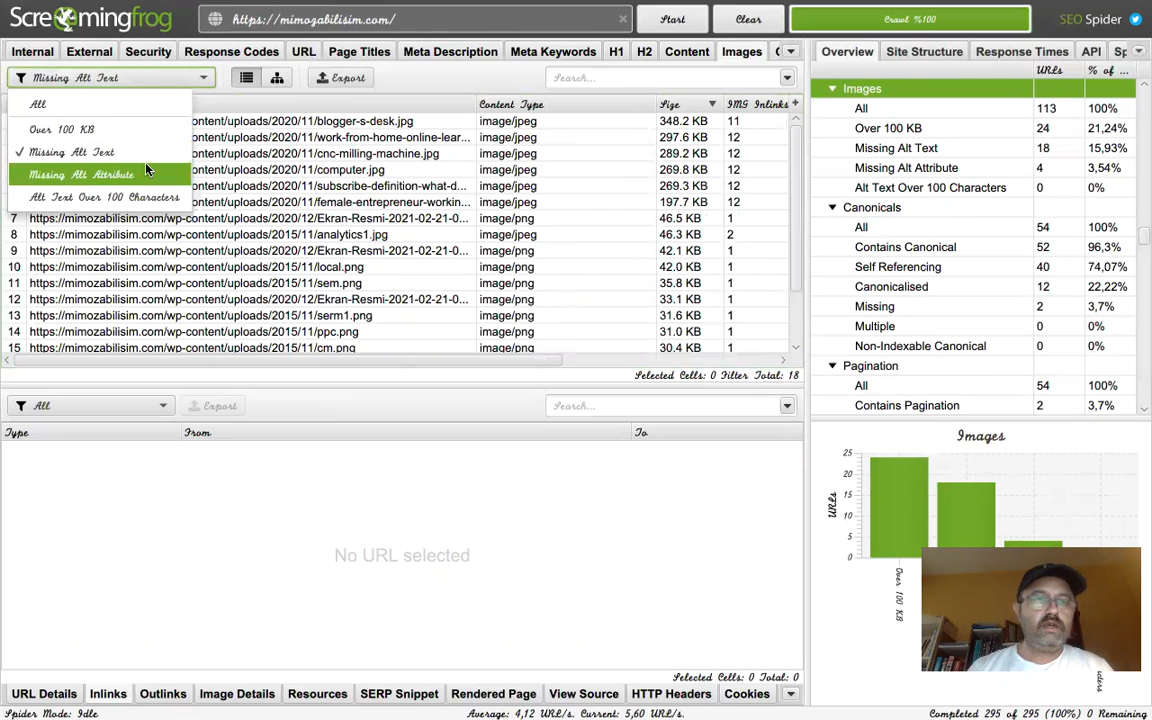 Screamingfrog
https://mimozabilisim.com/
Start
Clear
Crawl %100
SEO Spider
Internal External Security Response Codes URL Page Titles Meta Description Meta Keywords H1 H2 Content Images
Missing Alt Text
Export
Search...
All
Over 100 KB
Missing Alt Text
Missing Alt Attribute
Alt Text Over 100 Characters
Content Type Size IMG Inlinks
content/uploads/2020/11/blogger-s-desk.jpg image/jpeg 348.2 KB 11
content/uploads/2020/11/work-from-home-online-lear... image/jpeg 297.6 KB 12
content/uploads/2020/11/cnc-milling-machine.jpg image/jpeg 289.2 KB 12
content/uploads/2020/11/computer.jpg image/jpeg 269.8 KB 12
content/uploads/2020/11/subscribe-definition-what-d... image/jpeg 269.3 KB 12
content/uploads/2020/11/female-entrepreneur-workin... image/jpeg 197.7 KB 12
7 https://mimozabilisim.com/wp-content/uploads/2020/12/Ekran-Resmi-2021-02-21-0... image/png 46.5 KB 1
8 https://mimozabilisim.com/wp-content/uploads/2015/11/analytics1.jpg image/jpeg 46.3 KB 2
9 https://mimozabilisim.com/wp-content/uploads/2020/12/Ekran-Resmi-2021-02-21-0... image/png 42.1 KB 1
10 https://mimozabilisim.com/wp-content/uploads/2015/11/local.png image/png 42.0 KB 1
11 https://mimozabilisim.com/wp-content/uploads/2015/11/sem.png image/png 35.8 KB 1
12 https://mimozabilisim.com/wp-content/uploads/2020/12/Ekran-Resmi-2021-02-21-0... image/png 33.1 KB 1
13 https://mimozabilisim.com/wp-content/uploads/2015/11/serm1.png image/png 31.6 KB 1
14 https://mimozabilisim.com/wp-content/uploads/2015/11/ppc.png image/png 31.0 KB 1
15 https://mimozabilisim.com/wp-content/uploads/2015/11/cm.png image/png 30.4 KB 1
Selected Cells: 0 Filter Total: 18
All
Export
Search...
Type From To
No URL selected
Selected Cells: 0 Total: 0
URL Details Inlinks Outlinks Image Details Resources SERP Snippet Rendered Page View Source HTTP Headers Cookies
Spider Mode: Idle
Average: 4,12 URL/s. Current: 5,60 URL/s.
Completed 295 of 295 (100%) 0 Remaining
Overview Site Structure Response Times API Sp
URLs % of ...
Images
All 113 100%
Over 100 KB 24 21,24%
Missing Alt Text 18 15,93%
Missing Alt Attribute 4 3,54%
Alt Text Over 100 Characters 0 0%
Canonicals
All 54 100%
Contains Canonical 52 96,3%
Self Referencing 40 74,07%
Canonicalised 12 22,22%
Missing 2 3,7%
Multiple 0 0%
Non-Indexable Canonical 0 0%
Pagination
All 54 100%
Contains Pagination 2 3,7%
Images
25
20
15
10
5
0
URLs
Over 100 KB